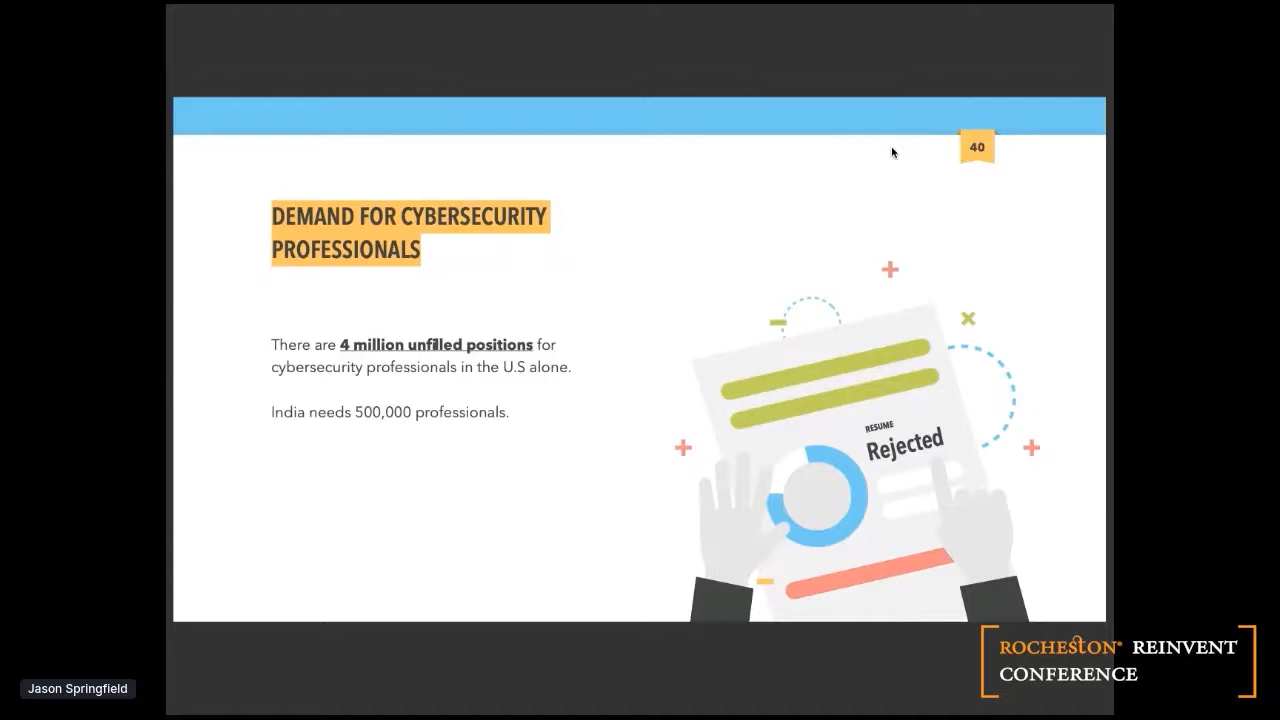 40
DEMAND FOR CYBERSECURITY
PROFESSIONALS
There are 4 million unfilled positions for
cybersecurity professionals in the U.S alone.
India needs 500,000 professionals.
RESUME
Rejected
ROCHESTON® REINVENT
CONFERENCE
Jason Springfield